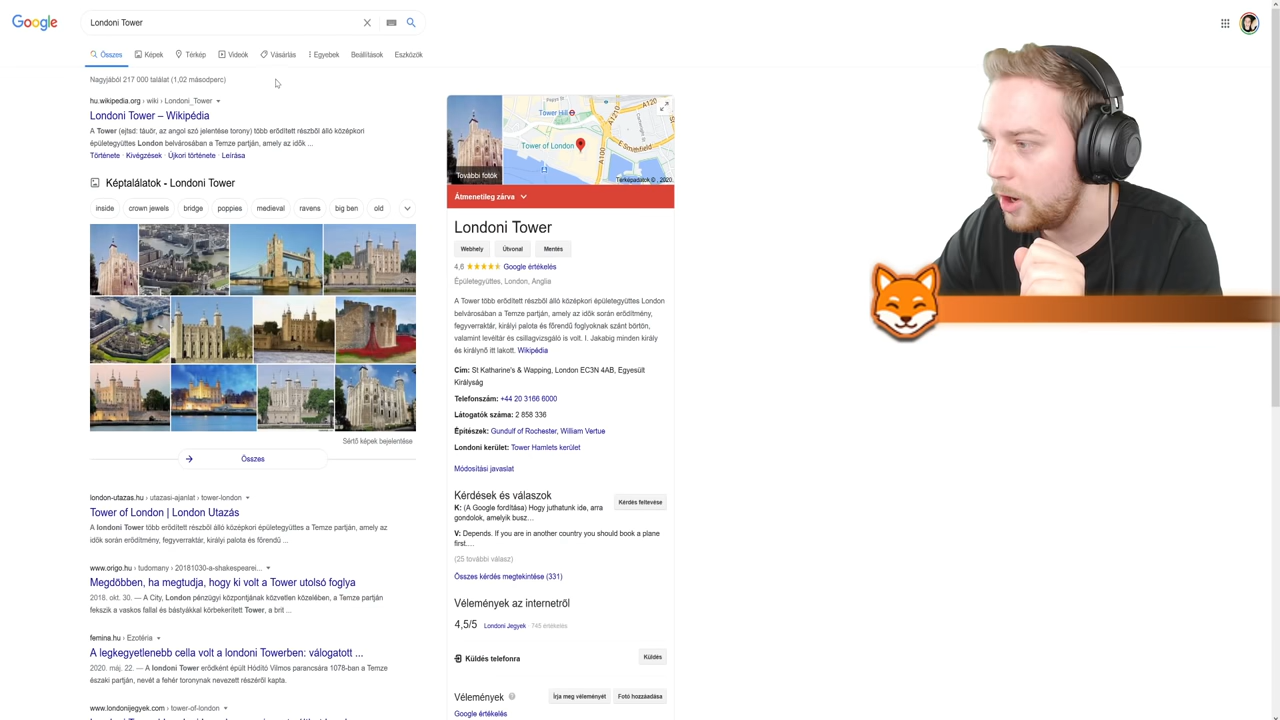 Google
Londoni Tower
Összes Képek Térkép Videók Vásárlás Egyebek Beállítások Eszközök
Nagyjából 217 000 találat (1,02 másodperc)
hu.wikipedia.org › wiki › Londoni_Tower
Londoni Tower – Wikipédia
A Tower (ejtsd: táuör, az angol szó jelentése torony) több erődített részből álló középkori
épületegyüttes London belvárosában a Temze partján, amely az idők ...
Története · Kivégzések · Újkori története · Leírása
Képtalálatok - Londoni Tower
inside crown jewels bridge poppies medieval ravens big ben old
Sértő képek bejelentése
Összes
london-utazas.hu › utazasi-ajanlat › tower-london
Tower of London | London Utazás
A londoni Tower több erődített részből álló középkori épületegyüttes a Temze partján, amely az
idők során erődítmény, fegyverraktár, királyi palota és főrendű ...
www.origo.hu › tudomany › 20181030-a-shakespearei...
Megdöbben, ha megtudja, hogy ki volt a Tower utolsó foglya
2018. okt. 30. — A City, London pénzügyi központjának közvetlen közelében, a Temze partján
fekszik a vaskos fallal és bástyákkal körbekerített Tower, a brit ...
femina.hu › Ezotéria
A legkegyetlenebb cella volt a londoni Towerben: válogatott ...
2020. máj. 22. — A londoni Tower erődként épült Hódító Vilmos parancsára 1078-ban a Temze
északi partján, nevét a fehér toronynak nevezett részéről kapta.
www.londonijegyek.com › tower-of-london
További fotók
Tower Hill
Tower of London
A1210
A120
A100
E Smithfield
Térképadatok © , 2020.
Átmenetileg zárva
Londoni Tower
Webhely Útvonal Mentés
4,6 Google értékelés
Épületegyüttes, London, Anglia
A Tower több erődített részből álló középkori épületegyüttes London
belvárosában a Temze partján, amely az idők során erődítmény,
fegyverraktár, királyi palota és főrendű foglyoknak szánt börtön,
valamint levéltár és csillagvizsgáló is volt. I. Jakabig minden király
és királynő itt lakott. Wikipédia
Cím: St Katharine's & Wapping, London EC3N 4AB, Egyesült
Királyság
Telefonszám: +44 20 3166 6000
Látogatók száma: 2 858 336
Építészek: Gundulf of Rochester, William Vertue
Londoni kerület: Tower Hamlets kerület
Módosítási javaslat
Kérdések és válaszok
Kérdés feltevése
K: (A Google fordítása) Hogy juthatunk ide, arra
gondolok, amelyik busz…
V: Depends. If you are in another country you should book a plane
first.…
(25 további válasz)
Összes kérdés megtekintése (331)
Vélemények az internetről
4,5/5 Londoni Jegyek · 745 értékelés
Küldés telefonra
Küldés
Vélemények
Írja meg véleményét Fotó hozzáadása
Google értékelés